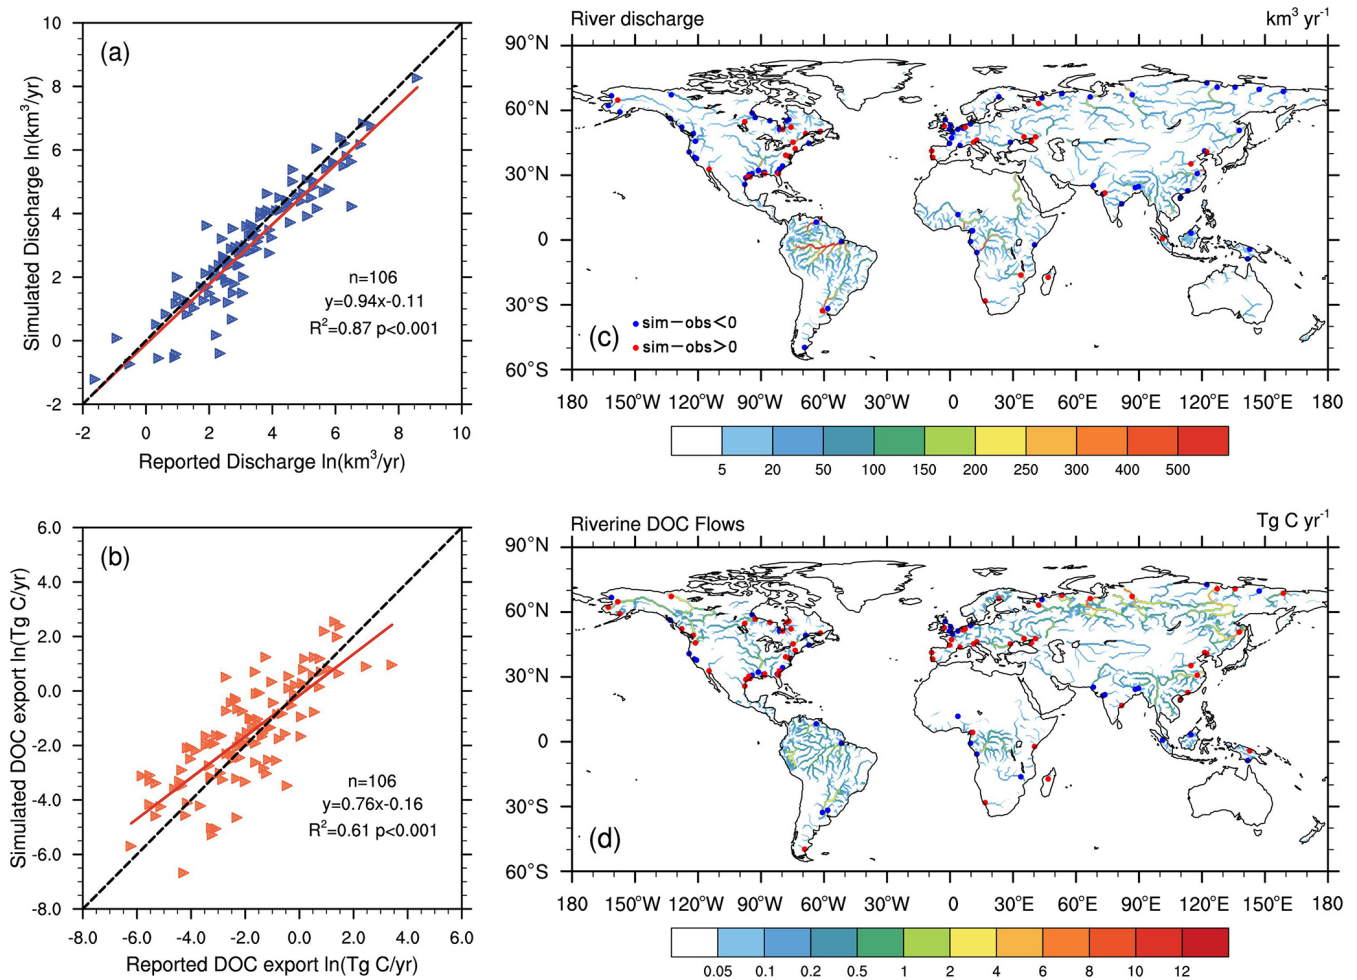 (a)
10
8
6
4
2
0
-2
-2 0 2 4 6 8 10
Simulated Discharge ln(km³/yr)
Reported Discharge ln(km³/yr)
n=106
y=0.94x-0.11
R²=0.87 p<0.001
River discharge
km³ yr⁻¹
90°N
60°N
30°N
0
30°S
60°S
(c)
sim−obs<0
sim−obs>0
180 150°W 120°W 90°W 60°W 30°W 0 30°E 60°E 90°E 120°E 150°E 180
5 20 50 100 150 200 250 300 400 500
(b)
6.0
4.0
2.0
0.0
-2.0
-4.0
-6.0
-8.0
-8.0 -6.0 -4.0 -2.0 0.0 2.0 4.0 6.0
Simulated DOC export ln(Tg C/yr)
Reported DOC export ln(Tg C/yr)
n=106
y=0.76x-0.16
R²=0.61 p<0.001
Riverine DOC Flows
Tg C yr⁻¹
90°N
60°N
30°N
0
30°S
60°S
(d)
180 150°W 120°W 90°W 60°W 30°W 0 30°E 60°E 90°E 120°E 150°E 180
0.05 0.1 0.2 0.5 1 2 4 6 8 10 12